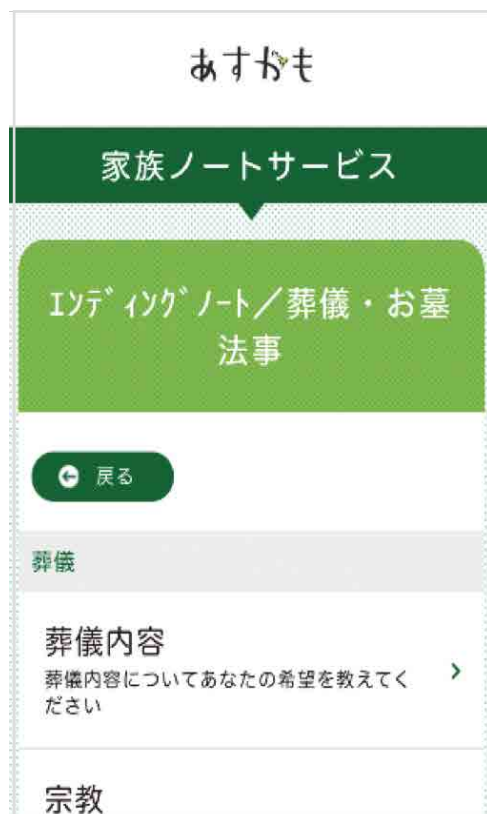 あすかも
家族ノートサービス
ｴﾝﾃﾞｨﾝｸﾞﾉｰﾄ／葬儀・お墓
法事
戻る
葬儀
葬儀内容
葬儀内容についてあなたの希望を教えてく
ださい
宗教